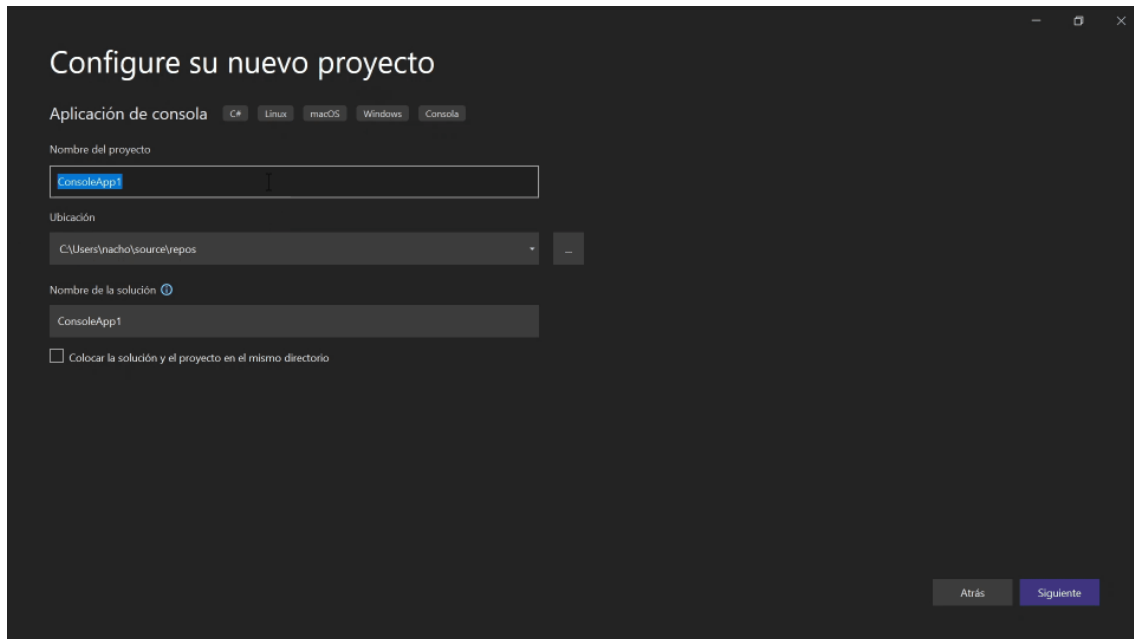 Configure su nuevo proyecto
Aplicación de consola C# Linux macOS Windows Consola
Nombre del proyecto
ConsoleApp1
Ubicación
C:\Users\nacho\source\repos
...
Nombre de la solución
ConsoleApp1
Colocar la solución y el proyecto en el mismo directorio
Atrás Siguiente